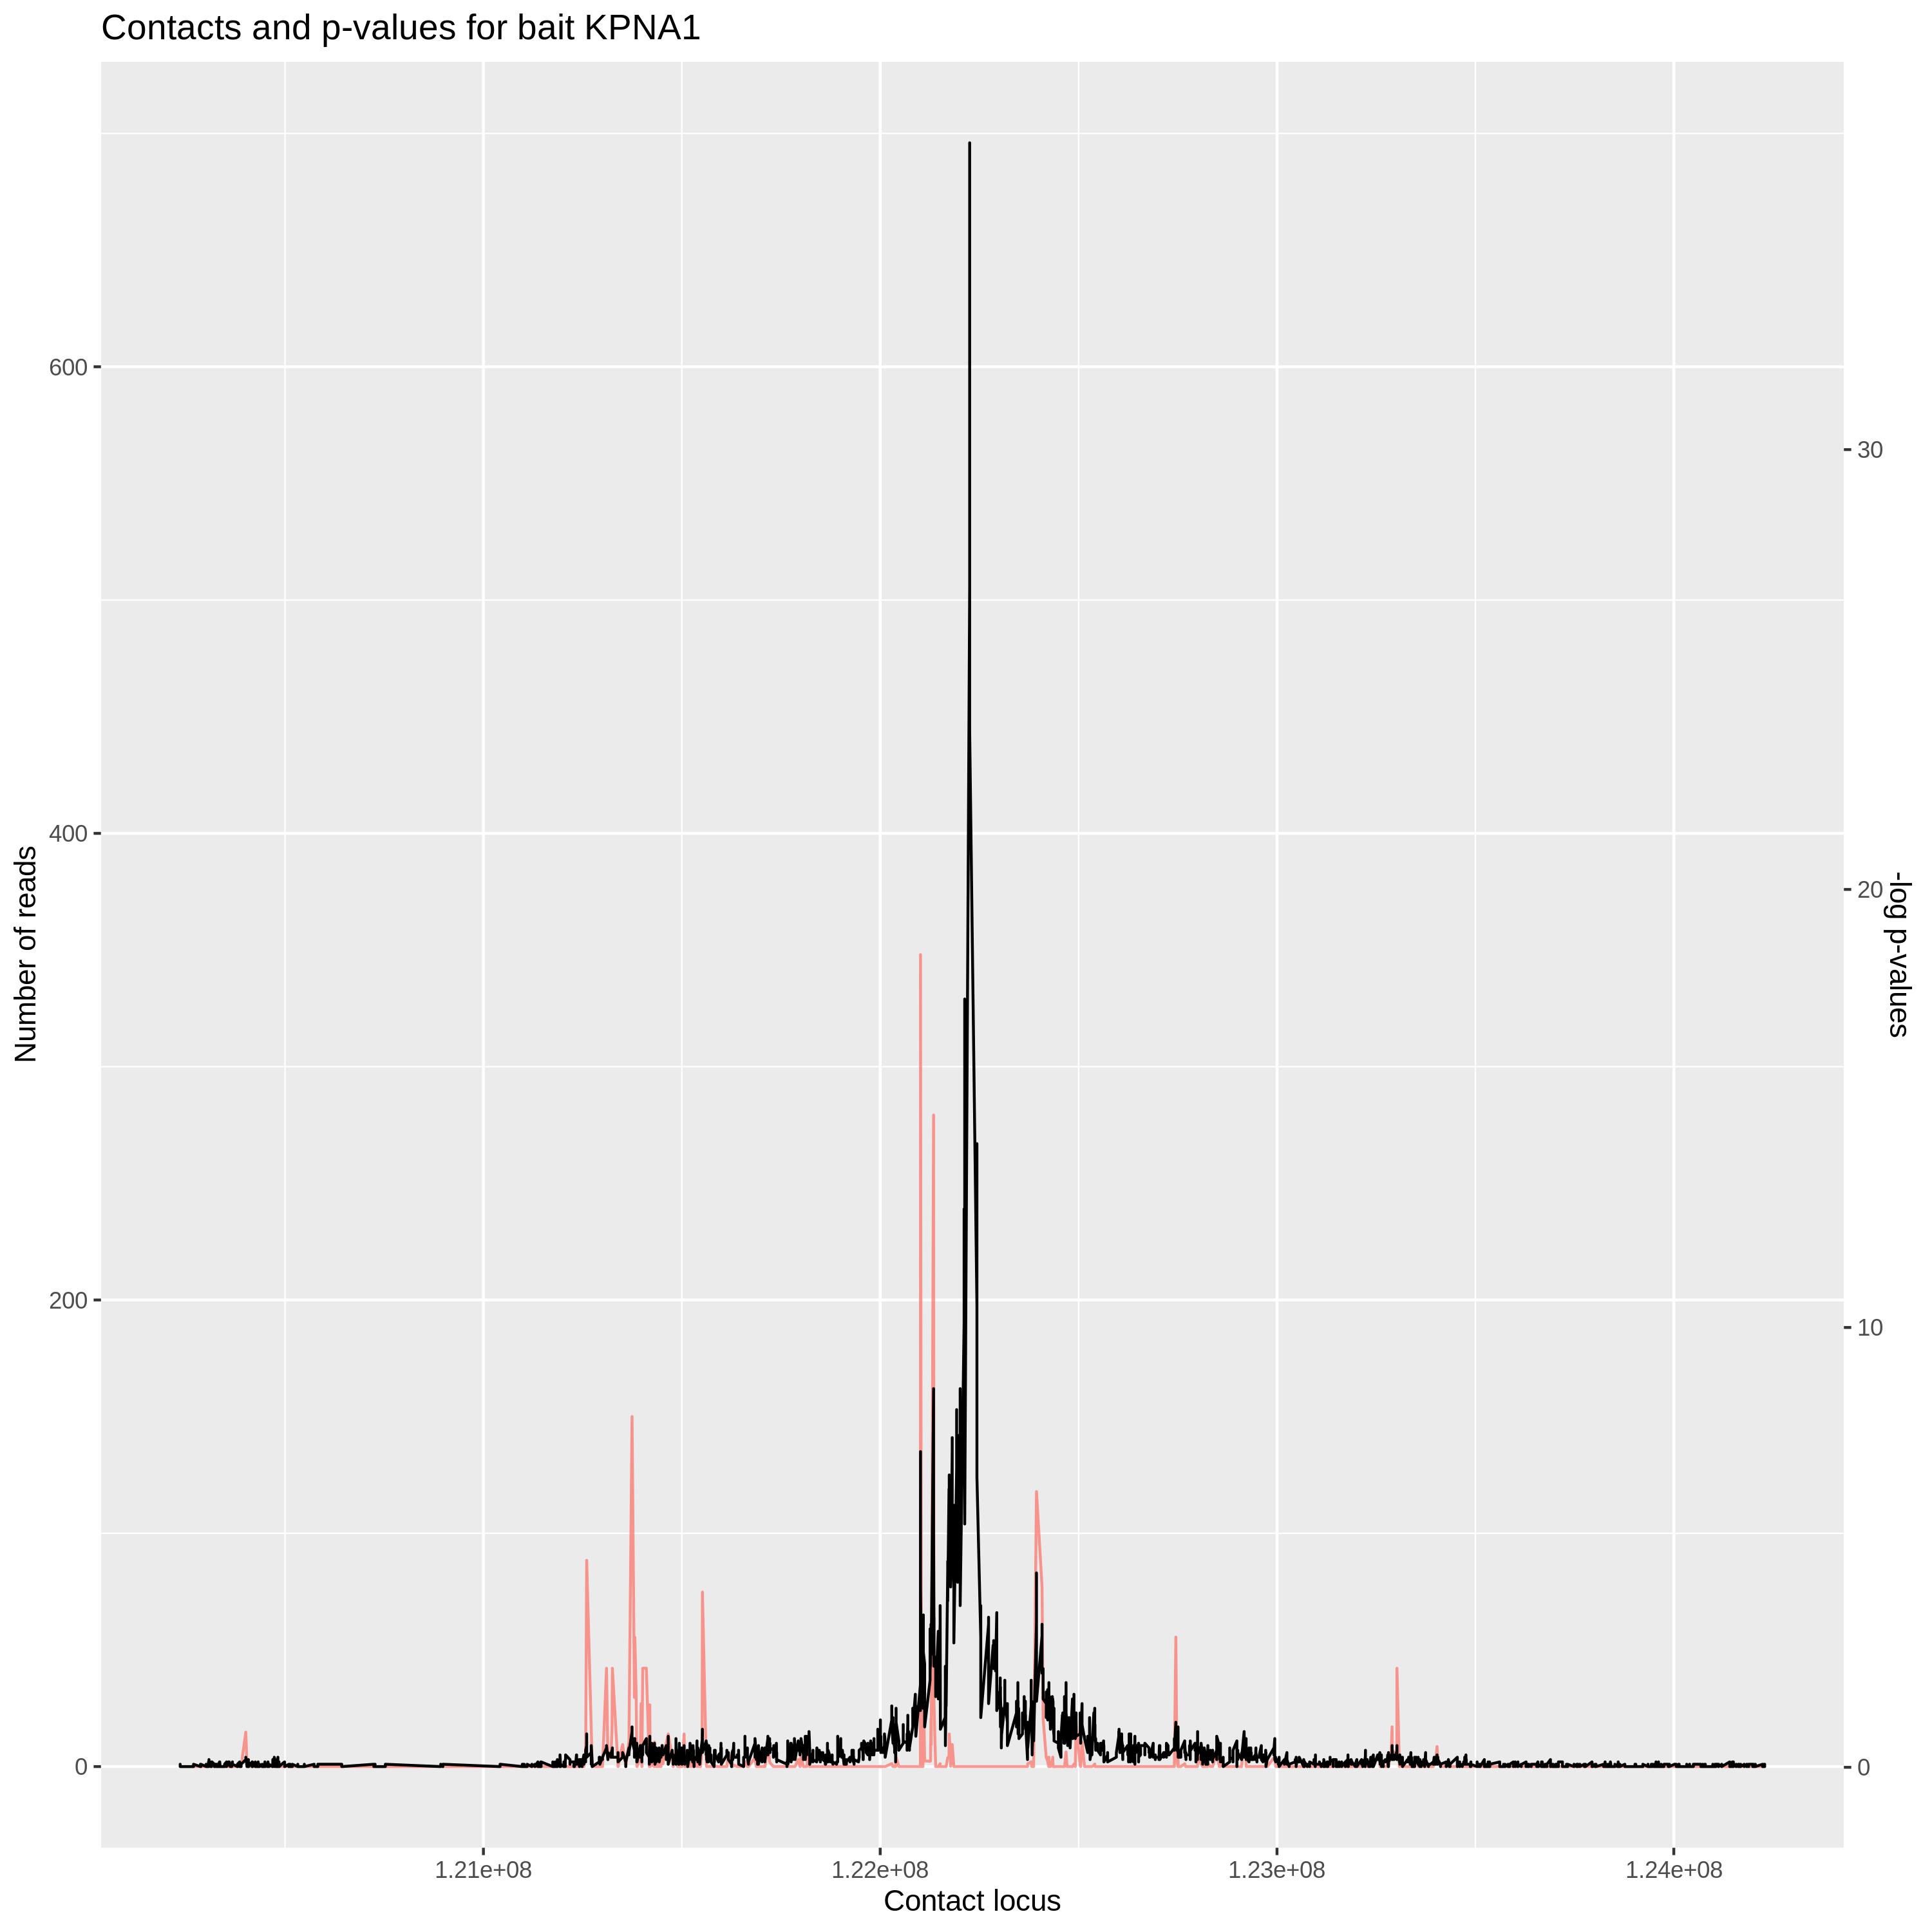 Contacts and p-values for bait KPNA1
Number of reads
600
400
200
0
30
20
10
0
-log p-values
1.21e+08
1.22e+08
1.23e+08
1.24e+08
Contact locus